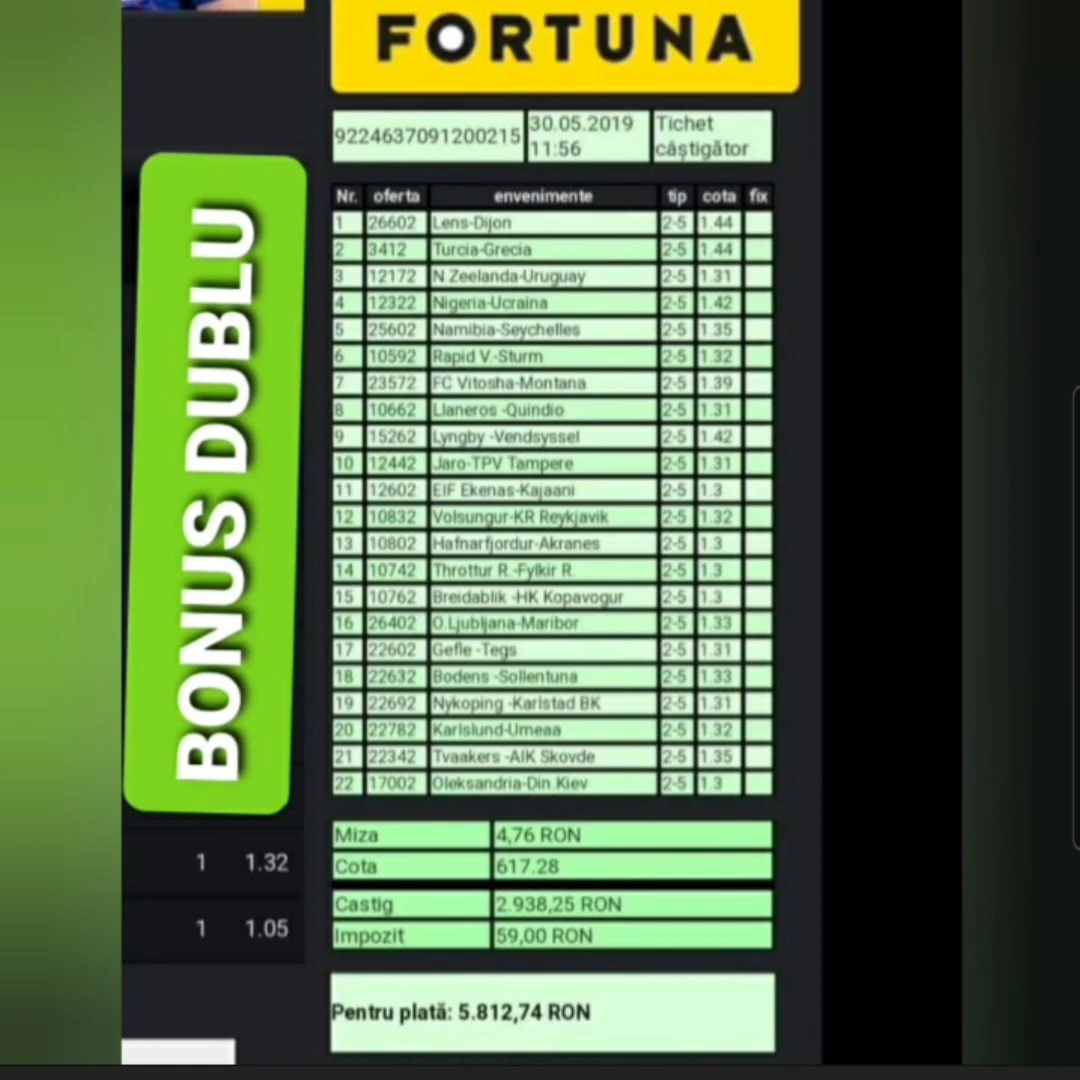 FORTUNA
9224637091200215 30.05.2019 11:56 Tichet câștigător
Nr. oferta envenimente tip cota fix
1 26602 Lens-Dijon 2-5 1.44
2 3412 Turcia-Grecia 2-5 1.44
3 12172 N.Zeelanda-Uruguay 2-5 1.31
4 12322 Nigeria-Ucraina 2-5 1.42
5 25602 Namibia-Seychelles 2-5 1.35
6 10592 Rapid V.-Sturm 2-5 1.32
7 23572 FC Vitosha-Montana 2-5 1.39
8 10662 Llaneros -Quindio 2-5 1.31
9 15262 Lyngby -Vendsyssel 2-5 1.42
10 12442 Jaro-TPV Tampere 2-5 1.31
11 12602 EIF Ekenas-Kajaani 2-5 1.3
12 10832 Volsungur-KR Reykjavik 2-5 1.32
13 10802 Hafnarfjordur-Akranes 2-5 1.3
14 10742 Throttur R.-Fylkir R. 2-5 1.3
15 10762 Breidablik -HK Kopavogur 2-5 1.3
16 26402 O.Ljubljana-Maribor 2-5 1.33
17 22602 Gefle -Tegs 2-5 1.31
18 22632 Bodens -Sollentuna 2-5 1.33
19 22692 Nykoping -Karlstad BK 2-5 1.31
20 22782 Karlslund-Umeaa 2-5 1.32
21 22342 Tvaakers -AIK Skovde 2-5 1.35
22 17002 Oleksandria-Din.Kiev 2-5 1.3
BONUS DUBLU
1 1.32
1 1.05
Miza 4,76 RON
Cota 617.28
Castig 2.938,25 RON
Impozit 59,00 RON
Pentru plată: 5.812,74 RON